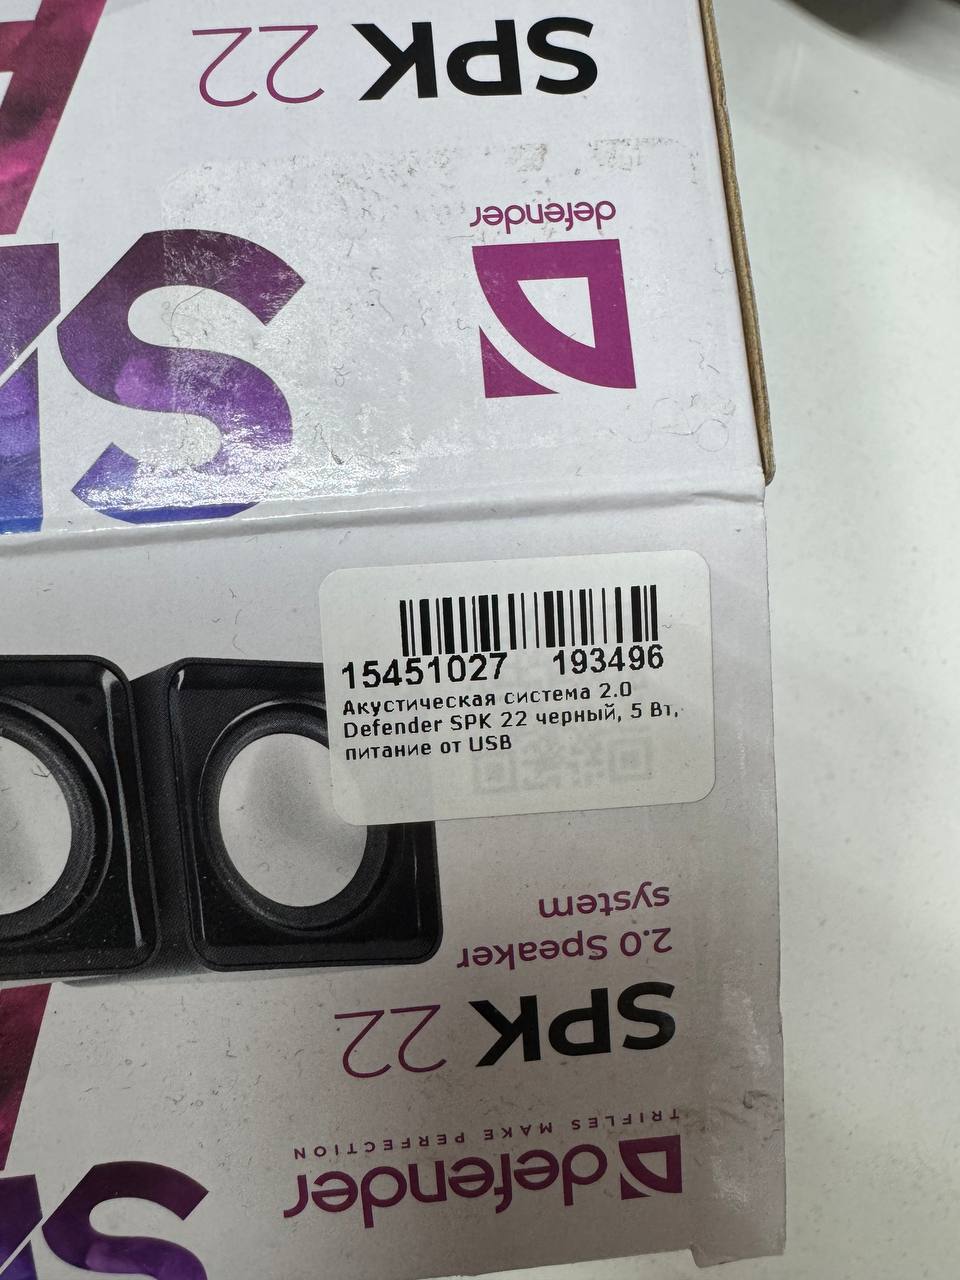 SPK 22
defender
15451027 193496
Акустическая система 2.0
Defender SPK 22 черный, 5 Вт,
питание от USB
2.0 Speaker
system
SPK 22
TRIFLES MAKE PERFECTION
defender